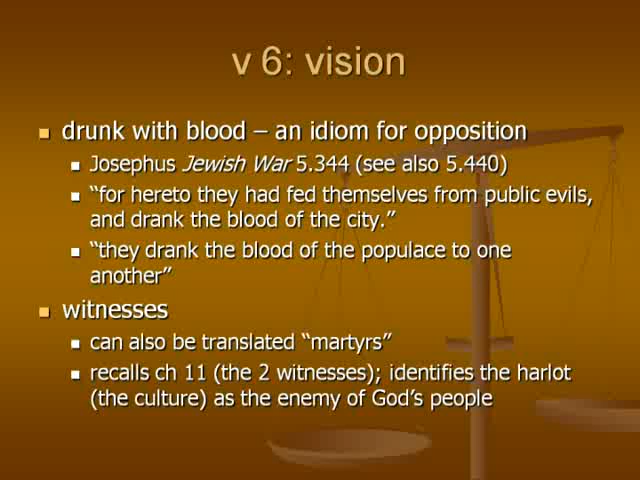 v 6: vision
drunk with blood – an idiom for opposition
Josephus Jewish War 5.344 (see also 5.440)
“for hereto they had fed themselves from public evils,
and drank the blood of the city.”
“they drank the blood of the populace to one
another”
witnesses
can also be translated “martyrs”
recalls ch 11 (the 2 witnesses); identifies the harlot
(the culture) as the enemy of God’s people